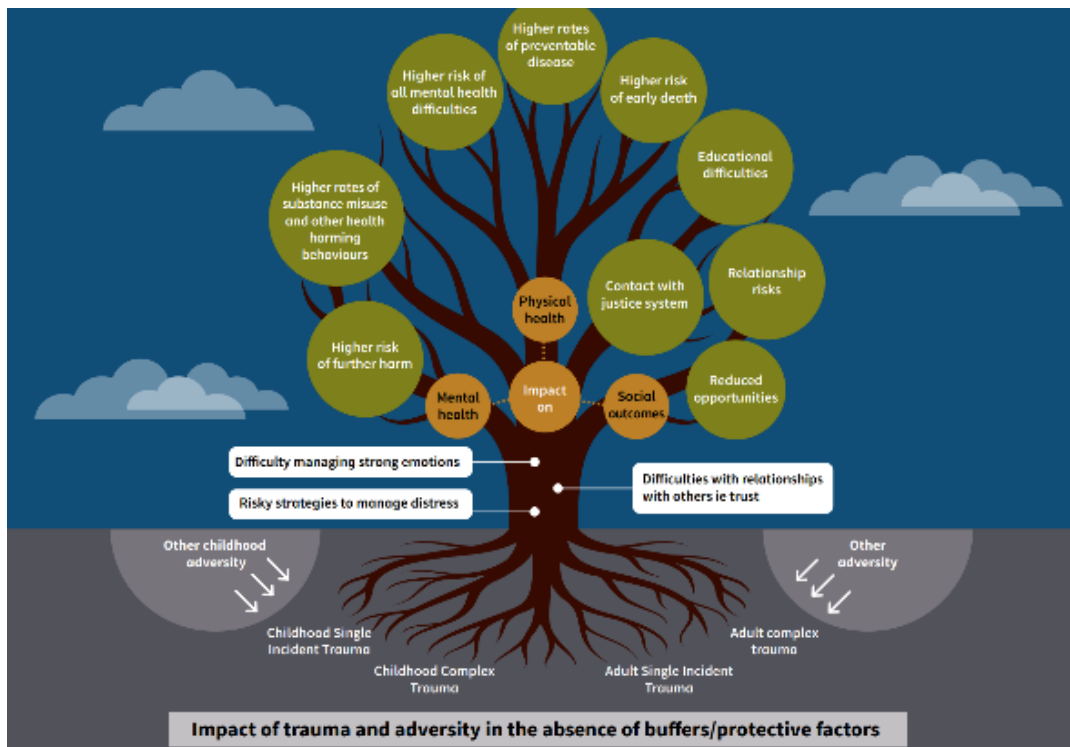 Higher rates
of preventable
disease
Higher risk of
all mental health
difficulties
Higher risk
of early death
Educational
difficulties
Higher rates of
substance misuse
and other health
harming
behaviours
Relationship
risks
Contact with
justice system
Physical
health
Higher risk
of further harm
Impact
on
Mental
health
Social
outcomes
Reduced
opportunities
Difficulty managing strong emotions
Difficulties with relationships
with others ie trust
Risky strategies to manage distress
Other childhood
adversity
Other
adversity
Childhood Single
Incident Trauma
Adult complex
trauma
Childhood Complex
Trauma
Adult Single Incident
Trauma
Impact of trauma and adversity in the absence of buffers/protective factors